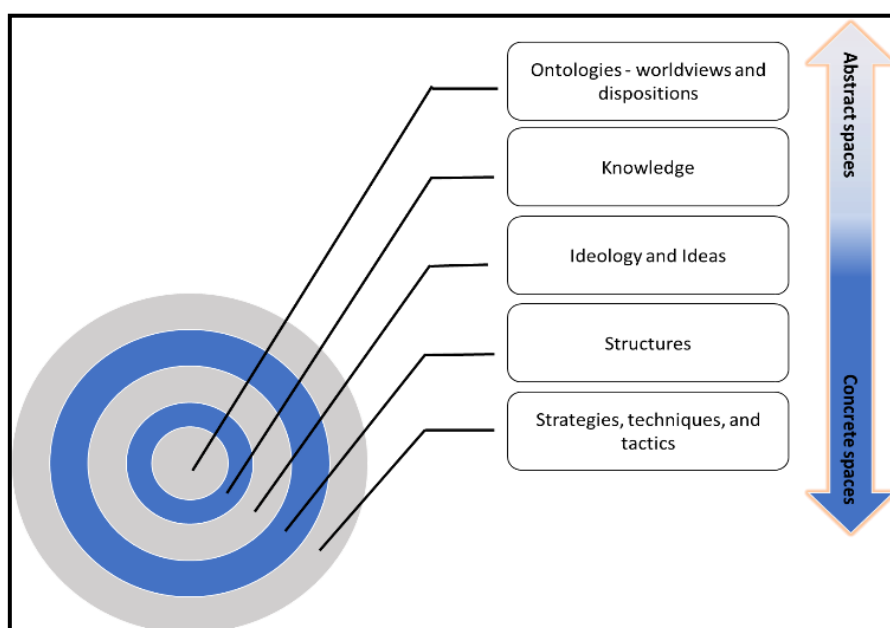 Ontologies - worldviews and
dispositions
Knowledge
Ideology and Ideas
Structures
Strategies, techniques, and
tactics
Abstract spaces
Concrete spaces